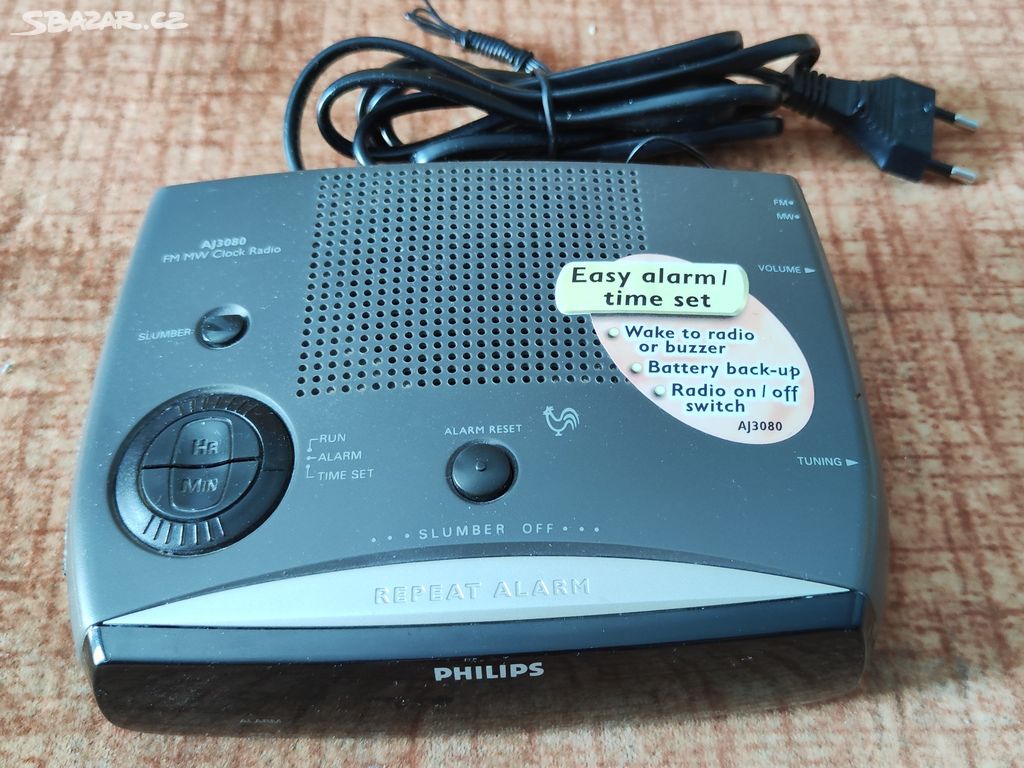 SBAZAR.CZ
FM
MW
AJ3080
FM MW Clock Radio
VOLUME
Easy alarm/
time set
SLUMBER
Wake to radio
or buzzer
Battery back-up
Radio on/off
switch
AJ3080
HR
MIN
RUN
ALARM
TIME SET
ALARM RESET
TUNING
...SLUMBER OFF...
REPEAT ALARM
PHILIPS
ALARM